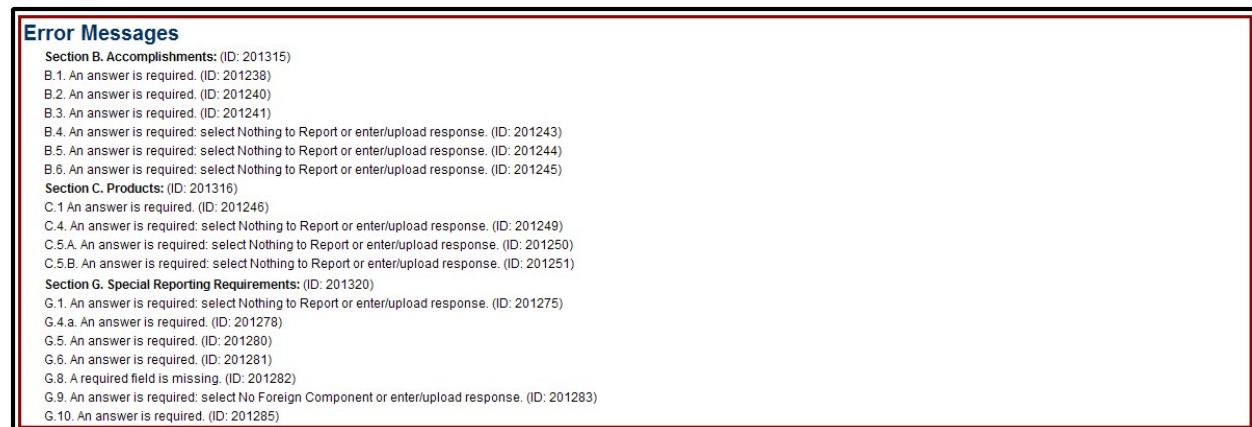 Error Messages
Section B. Accomplishments: (ID: 201315)
B.1. An answer is required. (ID: 201238)
B.2. An answer is required. (ID: 201240)
B.3. An answer is required. (ID: 201241)
B.4. An answer is required: select Nothing to Report or enter/upload response. (ID: 201243)
B.5. An answer is required: select Nothing to Report or enter/upload response. (ID: 201244)
B.6. An answer is required: select Nothing to Report or enter/upload response. (ID: 201245)
Section C. Products: (ID: 201316)
C.1 An answer is required. (ID: 201246)
C.4. An answer is required: select Nothing to Report or enter/upload response. (ID: 201249)
C.5.A. An answer is required: select Nothing to Report or enter/upload response. (ID: 201250)
C.5.B. An answer is required: select Nothing to Report or enter/upload response. (ID: 201251)
Section G. Special Reporting Requirements: (ID: 201320)
G.1. An answer is required: select Nothing to Report or enter/upload response. (ID: 201275)
G.4.a. An answer is required. (ID: 201278)
G.5. An answer is required. (ID: 201280)
G.6. An answer is required. (ID: 201281)
G.8. A required field is missing. (ID: 201282)
G.9. An answer is required: select No Foreign Component or enter/upload response. (ID: 201283)
G.10. An answer is required. (ID: 201285)